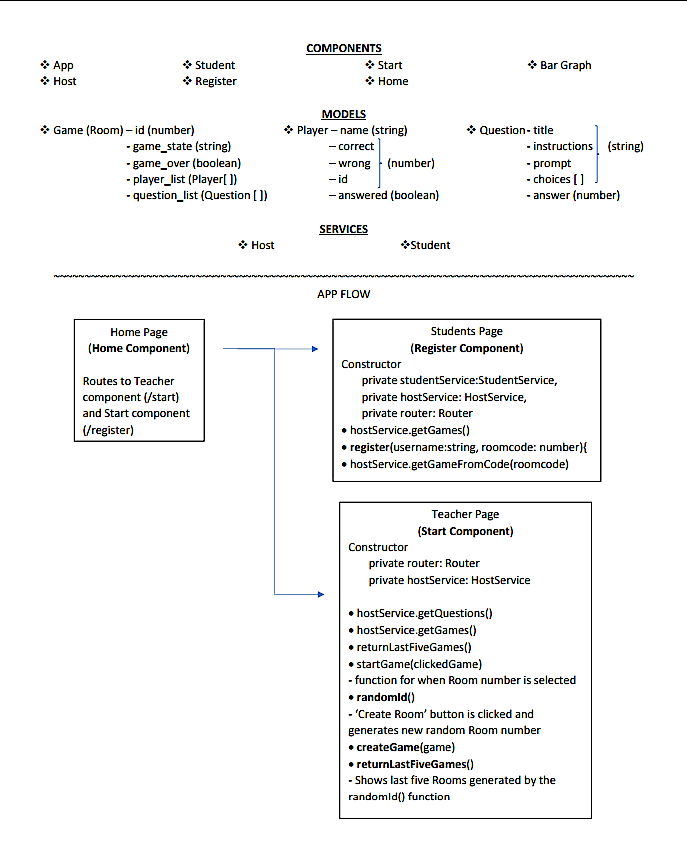 COMPONENTS
❖ App ❖ Student ❖ Start ❖ Bar Graph
❖ Host ❖ Register ❖ Home
MODELS
❖ Game (Room) – id (number) ❖ Player – name (string) ❖ Question - title
- game_state (string) – correct - instructions (string)
- game_over (boolean) – wrong (number) - prompt
- player_list (Player[ ]) – id - choices [ ]
- question_list (Question [ ]) – answered (boolean) - answer (number)
SERVICES
❖ Host ❖Student
~~~~~~~~~~~~~~~~~~~~~~~~~~~~~~~~~~~~~~~~~~~~~~~~~~~~~~~~~~~~~~~~~~~~~~~~
APP FLOW
Home Page
(Home Component)
Routes to Teacher
component (/start)
and Start component
(/register)
Students Page
(Register Component)
Constructor
private studentService:StudentService,
private hostService: HostService,
private router: Router
• hostService.getGames()
• register(username:string, roomcode: number){
• hostService.getGameFromCode(roomcode)
Teacher Page
(Start Component)
Constructor
private router: Router
private hostService: HostService
• hostService.getQuestions()
• hostService.getGames()
• returnLastFiveGames()
• startGame(clickedGame)
- function for when Room number is selected
• randomId()
- ‘Create Room’ button is clicked and
generates new random Room number
• createGame(game)
• returnLastFiveGames()
- Shows last five Rooms generated by the
randomId() function